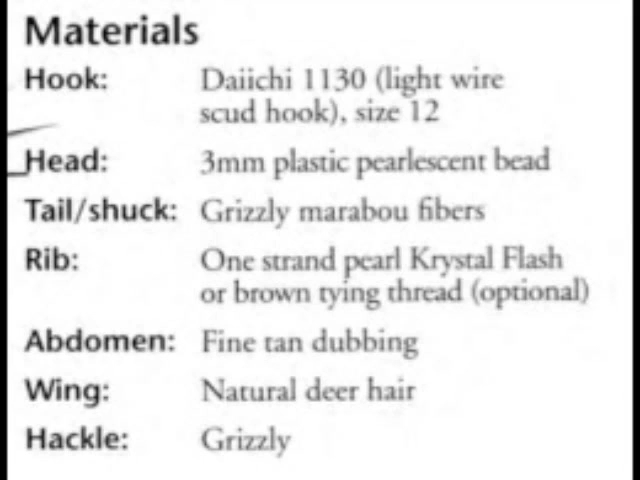 Materials
Hook: Daiichi 1130 (light wire
scud hook), size 12
Head: 3mm plastic pearlescent bead
Tail/shuck: Grizzly marabou fibers
Rib: One strand pearl Krystal Flash
or brown tying thread (optional)
Abdomen: Fine tan dubbing
Wing: Natural deer hair
Hackle: Grizzly